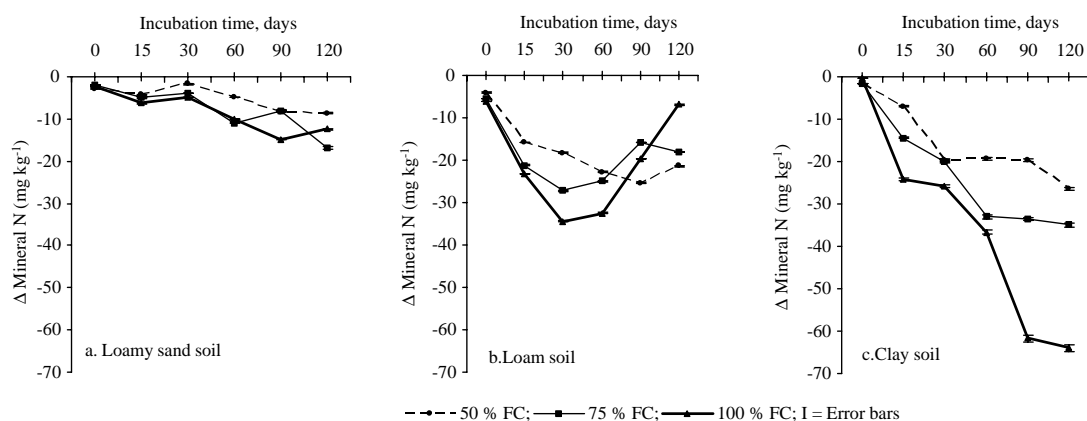 Incubation time, days
0 15 30 60 90 120
0
-10
-20
-30
-40
-50
-60
-70
Δ Mineral N (mg kg⁻¹)
a. Loamy sand soil
Incubation time, days
0 15 30 60 90 120
0
-10
-20
-30
-40
-50
-60
-70
Δ Mineral N (mg kg⁻¹)
b.Loam soil
Incubation time, days
0 15 30 60 90 120
0
-10
-20
-30
-40
-50
-60
-70
Δ Mineral N (mg kg⁻¹)
c.Clay soil
50 % FC; 75 % FC; 100 % FC; I = Error bars